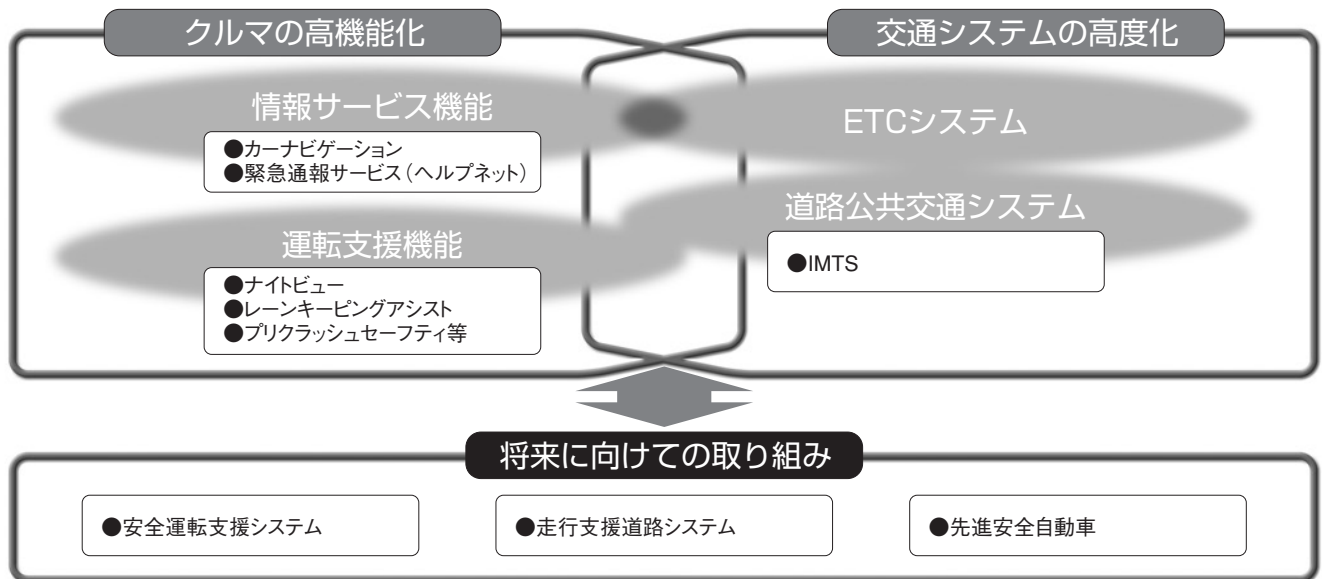 クルマの高機能化
交通システムの高度化
情報サービス機能
●カーナビゲーション
●緊急通報サービス(ヘルプネット)
ETCシステム
道路公共交通システム
●IMTS
運転支援機能
●ナイトビュー
●レーンキーピングアシスト
●プリクラッシュセーフティ等
将来に向けての取り組み
●安全運転支援システム
●走行支援道路システム
●先進安全自動車